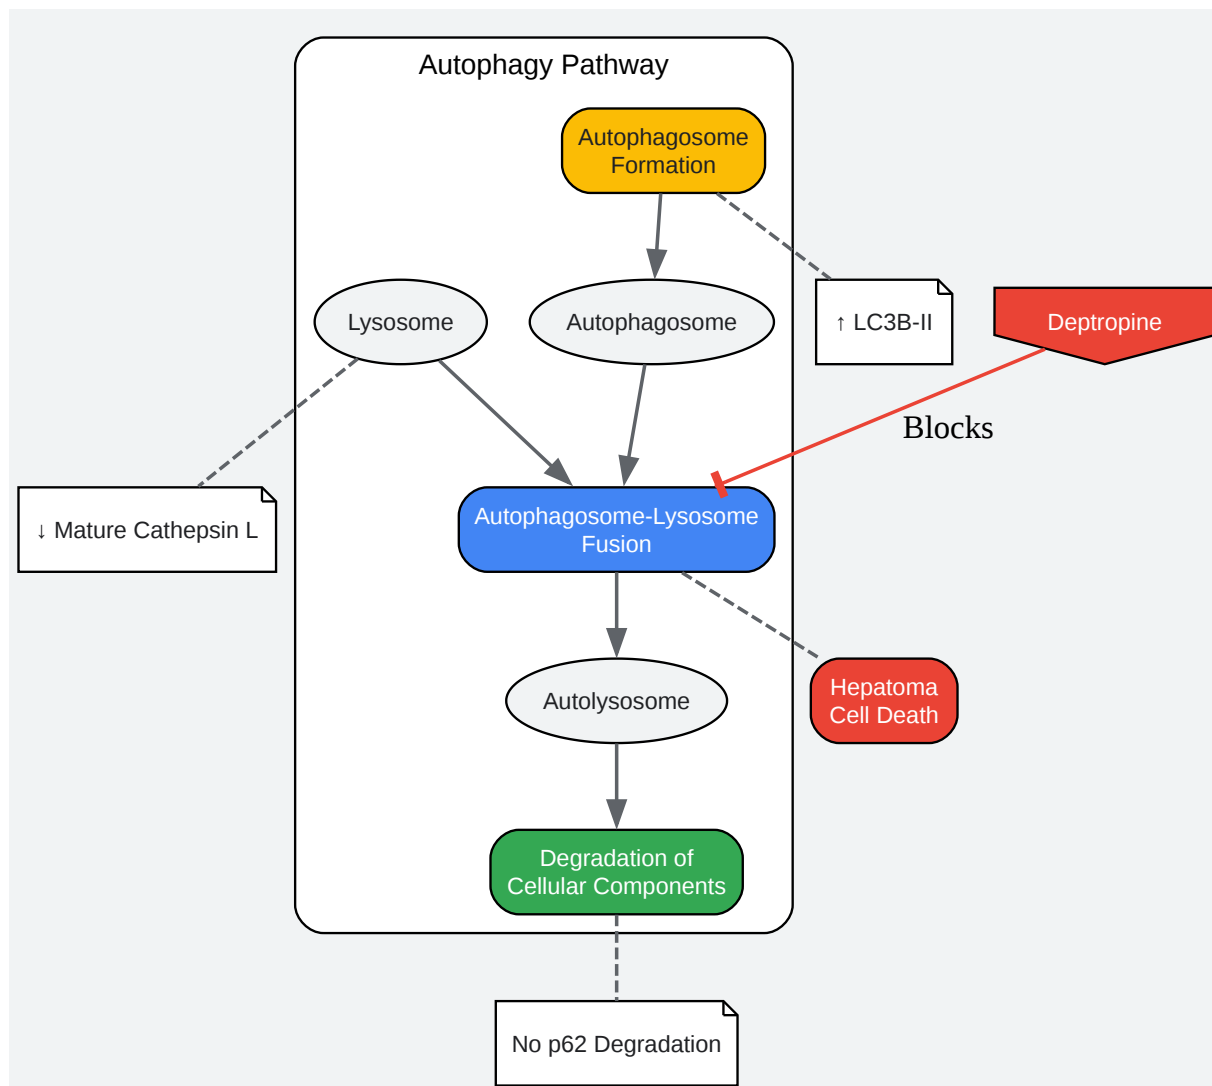 Autophagy Pathway
Autophagosome
Formation
Lysosome
Autophagosome
↑ LC3B-II
Deptropine
Blocks
↓ Mature Cathepsin L
Autophagosome-Lysosome
Fusion
Autolysosome
Hepatoma
Cell Death
Degradation of
Cellular Components
No p62 Degradation